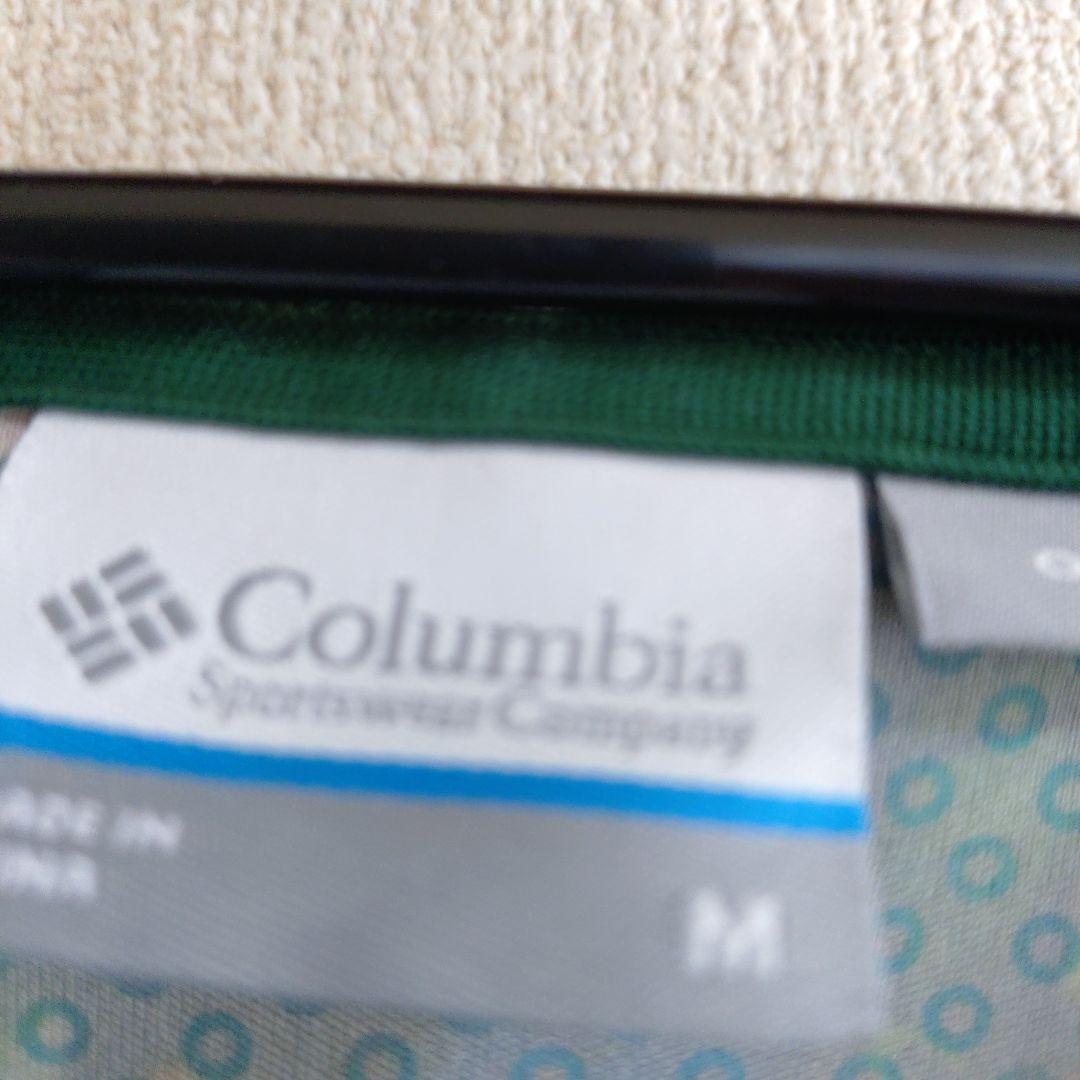 Columbia
Sportswear Company
ADE IN
INA
M